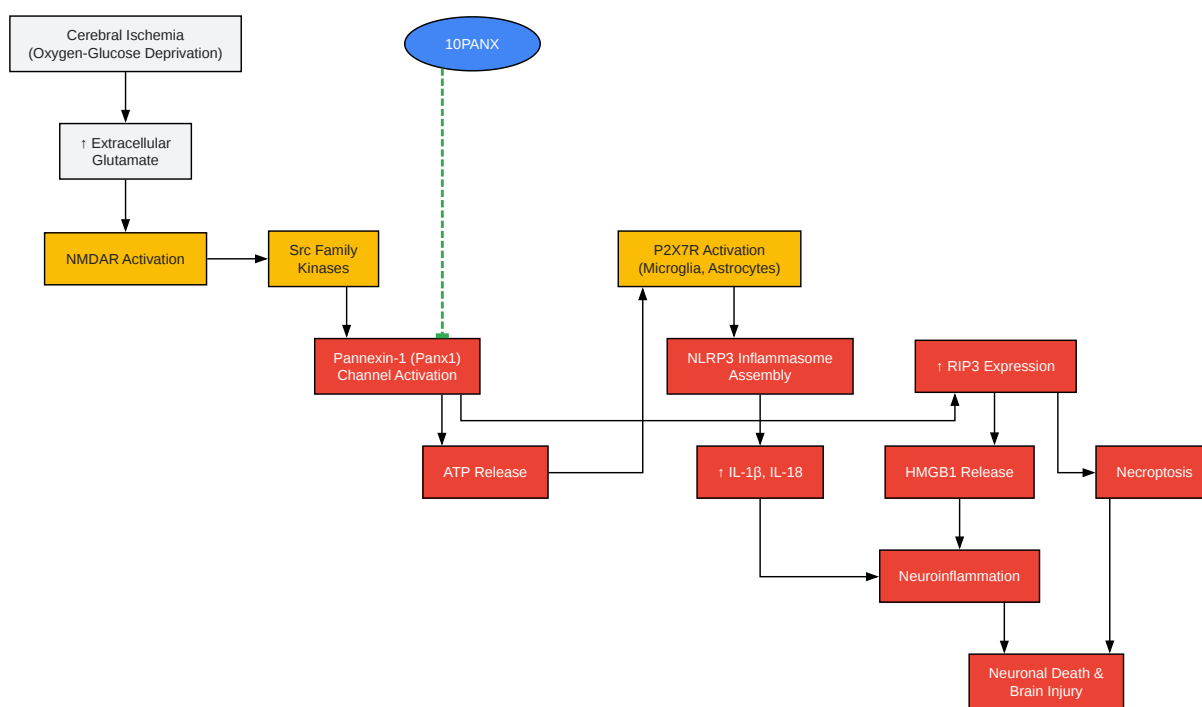 Cerebral Ischemia
(Oxygen-Glucose Deprivation)
10PANX
↑ Extracellular
Glutamate
NMDAR Activation
Src Family
Kinases
P2X7R Activation
(Microglia, Astrocytes)
Pannexin-1 (Panx1)
Channel Activation
NLRP3 Inflammasome
Assembly
↑ RIP3 Expression
ATP Release
↑ IL-1β, IL-18
HMGB1 Release
Necroptosis
Neuroinflammation
Neuronal Death &
Brain Injury